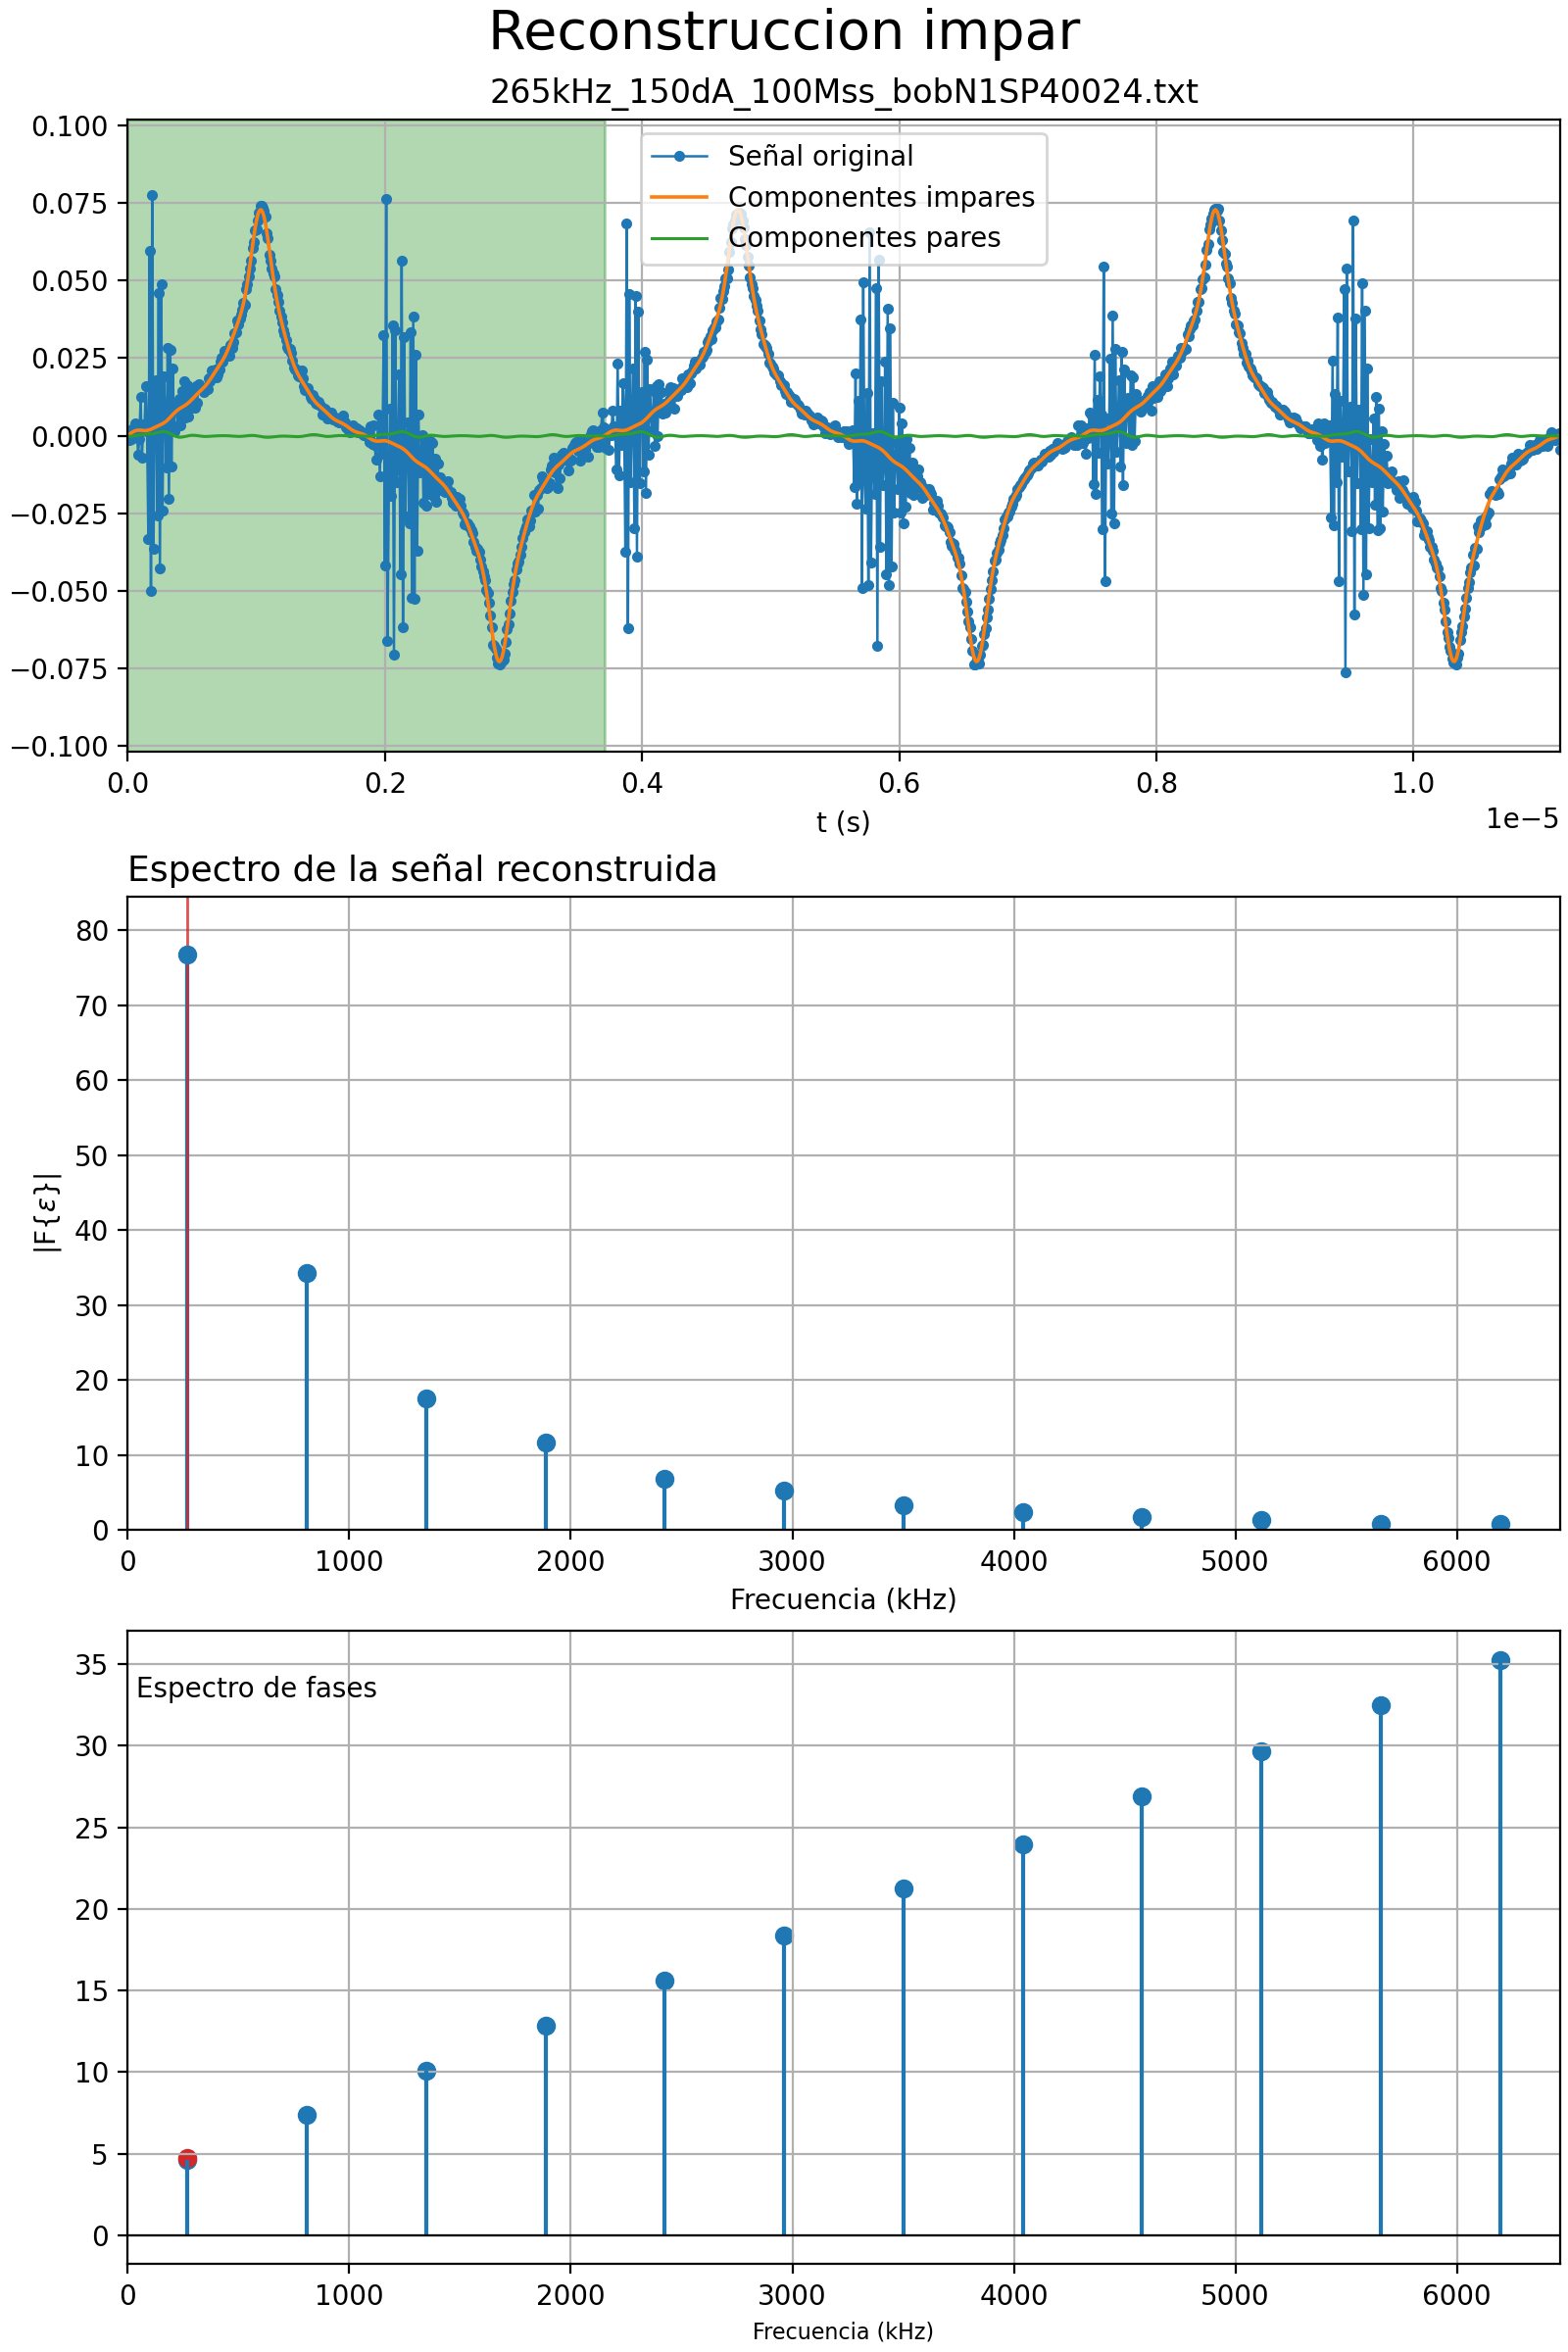 Reconstruccion impar
265kHz_150dA_100Mss_bobN1SP40024.txt
0.100
0.075
0.050
0.025
0.000
−0.025
−0.050
−0.075
−0.100
Señal original
Componentes impares
Componentes pares
0.0 0.2 0.4 0.6 0.8 1.0
t (s)
1e−5
Espectro de la señal reconstruida
80
70
60
50
40
30
20
10
0
|F{ε}|
0 1000 2000 3000 4000 5000 6000
Frecuencia (kHz)
Espectro de fases
35
30
25
20
15
10
5
0
0 1000 2000 3000 4000 5000 6000
Frecuencia (kHz)